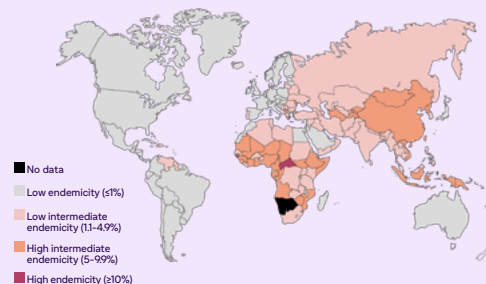 No data
Low endemicity (≤1%)
Low intermediate
endemicity (1.1-4.9%)
High intermediate
endemicity (5-9.9%)
High endemicity (≥10%)